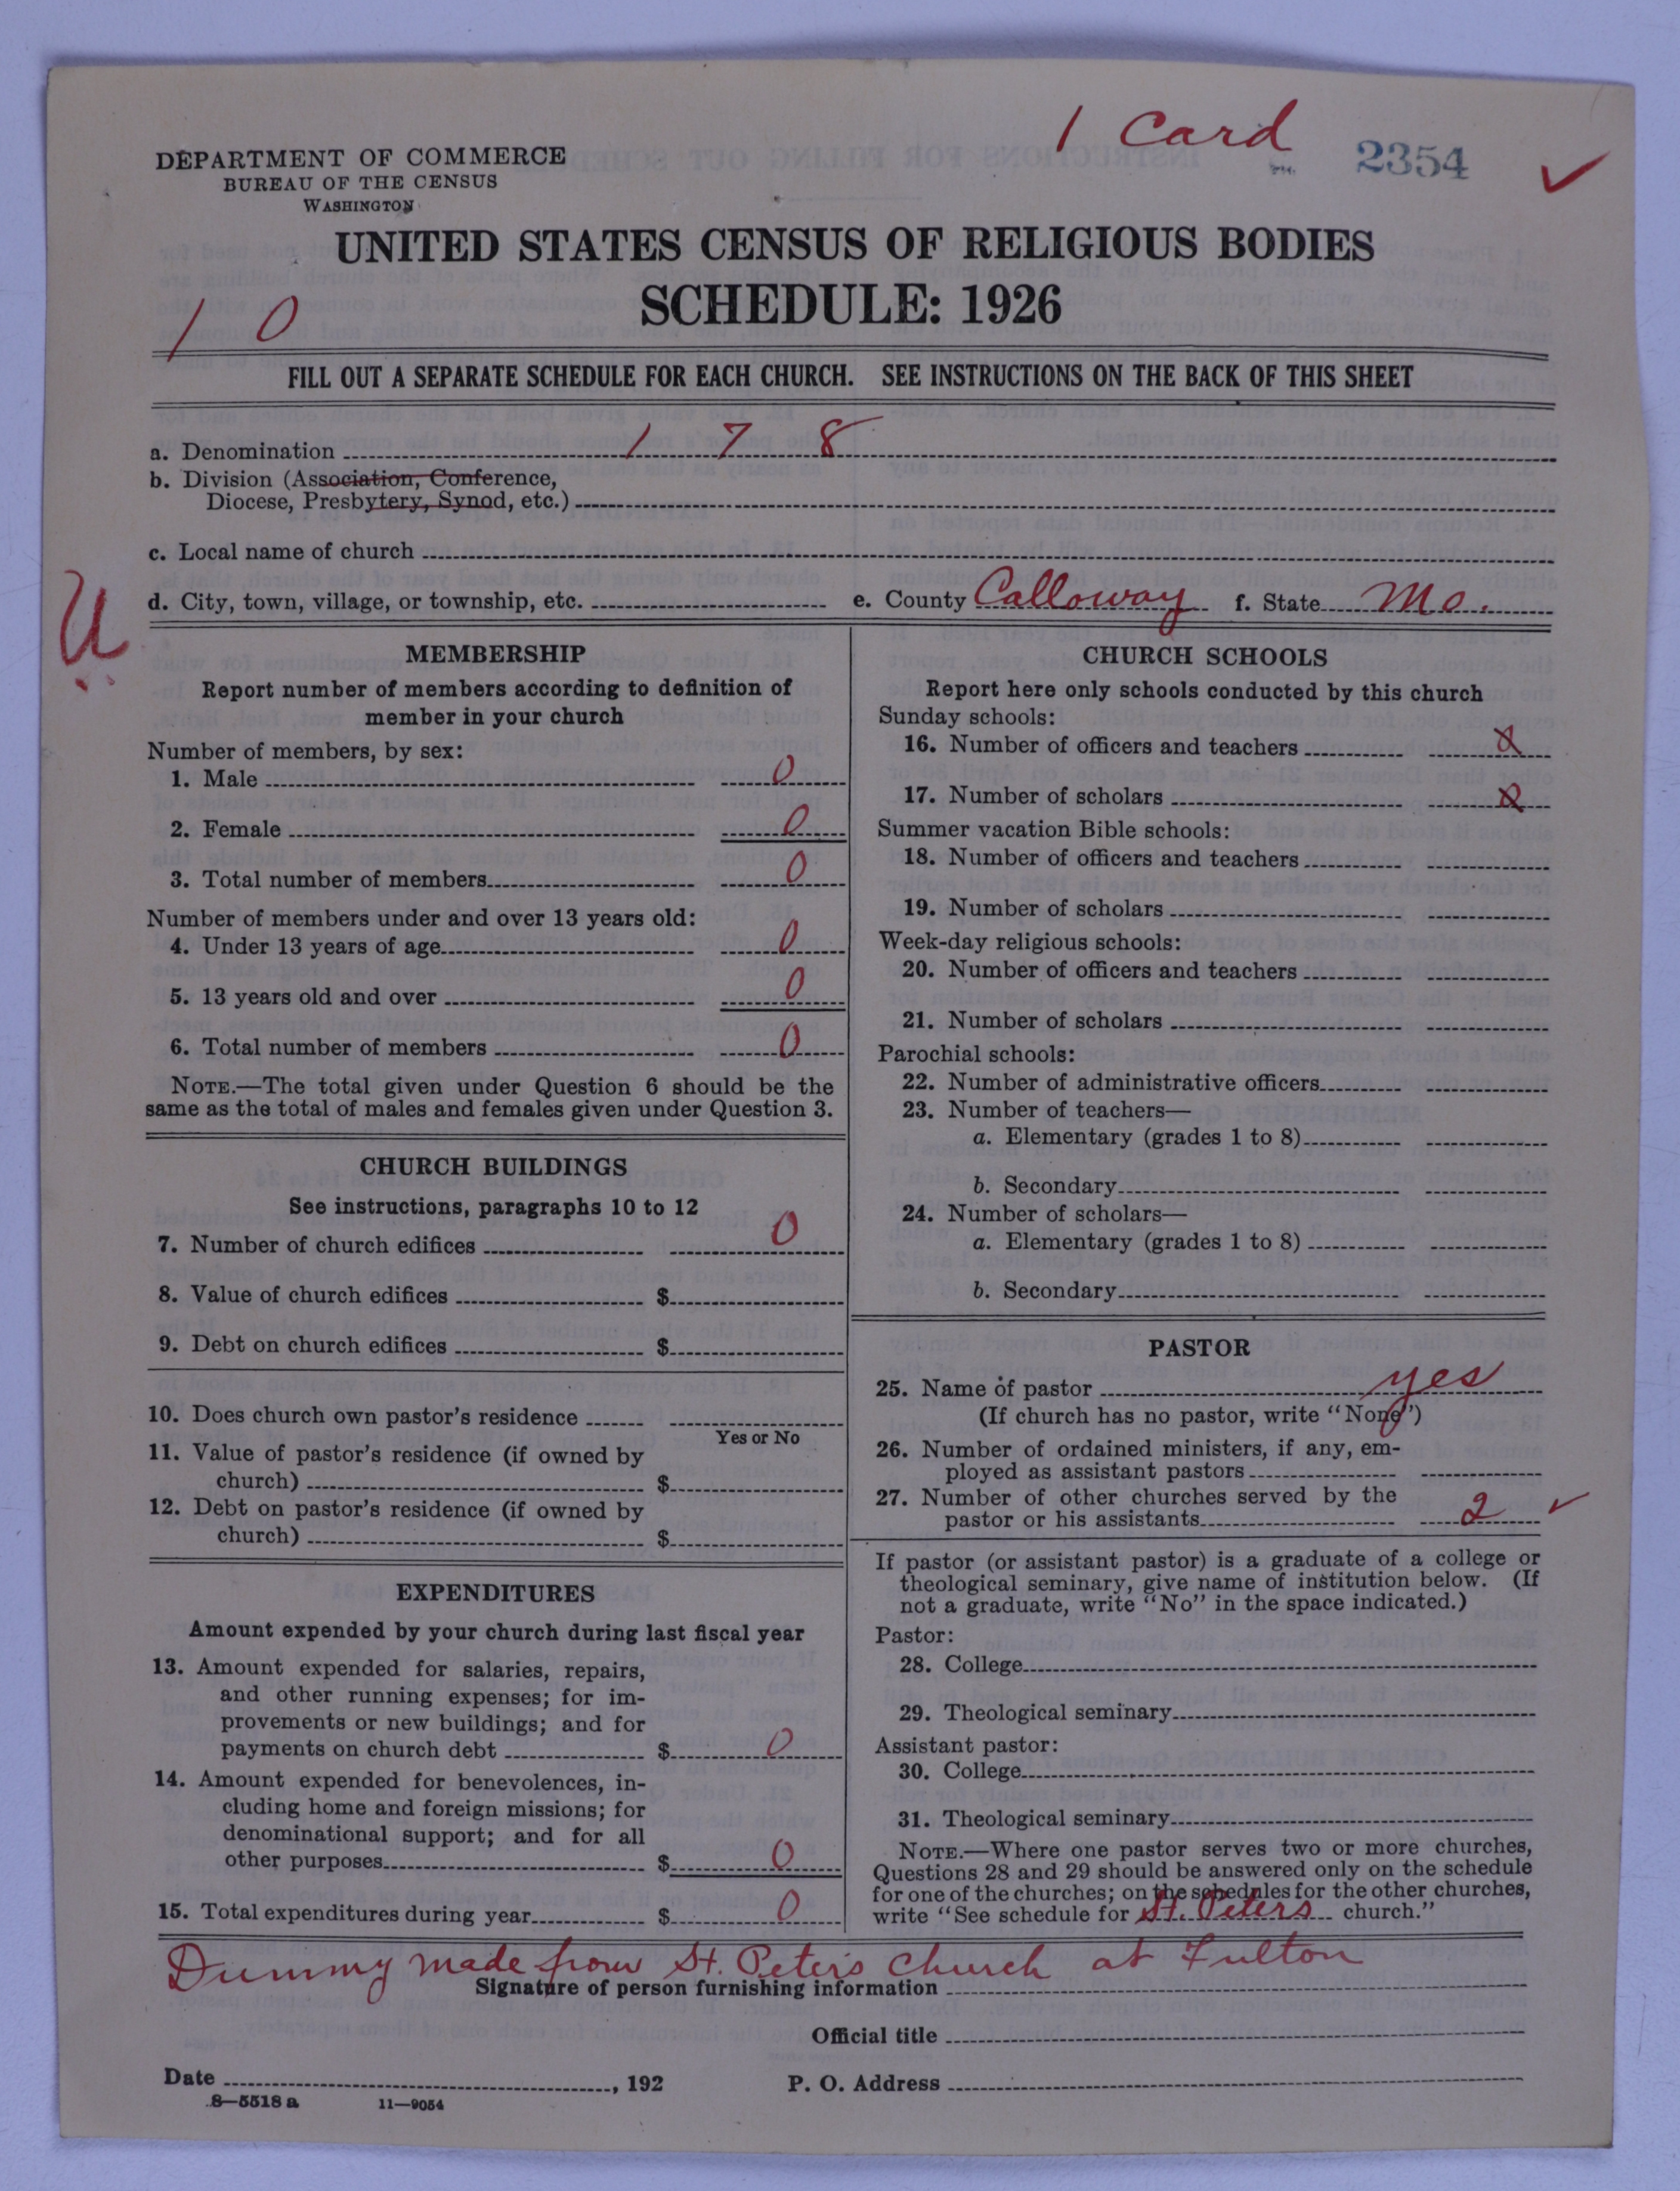 1 Card
2354
DEPARTMENT OF COMMERCE
BUREAU OF THE CENSUS
WASHINGTON
UNITED STATES CENSUS OF RELIGIOUS BODIES
SCHEDULE: 1926
1 0
FILL OUT A SEPARATE SCHEDULE FOR EACH CHURCH. SEE INSTRUCTIONS ON THE BACK OF THIS SHEET
a. Denomination 1 7 8
b. Division (Association, Conference,
Diocese, Presbytery, Synod, etc.)
c. Local name of church
U
d. City, town, village, or township, etc. e. County Calloway f. State Mo.
MEMBERSHIP
Report number of members according to definition of
member in your church
Number of members, by sex:
1. Male 0
2. Female 0
3. Total number of members 0
Number of members under and over 13 years old:
4. Under 13 years of age 0
5. 13 years old and over 0
6. Total number of members 0
NOTE.—The total given under Question 6 should be the
same as the total of males and females given under Question 3.
CHURCH BUILDINGS
See instructions, paragraphs 10 to 12
7. Number of church edifices 0
8. Value of church edifices $
9. Debt on church edifices $
10. Does church own pastor's residence
Yes or No
11. Value of pastor's residence (if owned by
church) $
12. Debt on pastor's residence (if owned by
church) $
EXPENDITURES
Amount expended by your church during last fiscal year
13. Amount expended for salaries, repairs,
and other running expenses; for im-
provements or new buildings; and for
payments on church debt $ 0
14. Amount expended for benevolences, in-
cluding home and foreign missions; for
denominational support; and for all
other purposes $ 0
15. Total expenditures during year $ 0
CHURCH SCHOOLS
Report here only schools conducted by this church
Sunday schools:
16. Number of officers and teachers 0
17. Number of scholars 0
Summer vacation Bible schools:
18. Number of officers and teachers
19. Number of scholars
Week-day religious schools:
20. Number of officers and teachers
21. Number of scholars
Parochial schools:
22. Number of administrative officers
23. Number of teachers—
a. Elementary (grades 1 to 8)
b. Secondary
24. Number of scholars—
a. Elementary (grades 1 to 8)
b. Secondary
PASTOR
25. Name of pastor yes
(If church has no pastor, write "None")
26. Number of ordained ministers, if any, em-
ployed as assistant pastors
27. Number of other churches served by the
pastor or his assistants 2
If pastor (or assistant pastor) is a graduate of a college or
theological seminary, give name of institution below. (If
not a graduate, write "No" in the space indicated.)
Pastor:
28. College
29. Theological seminary
Assistant pastor:
30. College
31. Theological seminary
NOTE.—Where one pastor serves two or more churches,
Questions 28 and 29 should be answered only on the schedule
for one of the churches; on the schedules for the other churches,
write "See schedule for St. Peters church."
Dummy made from St. Peter's Church at Fulton
Signature of person furnishing information
Official title
Date , 192 P. O. Address
8—5518 a 11—9054